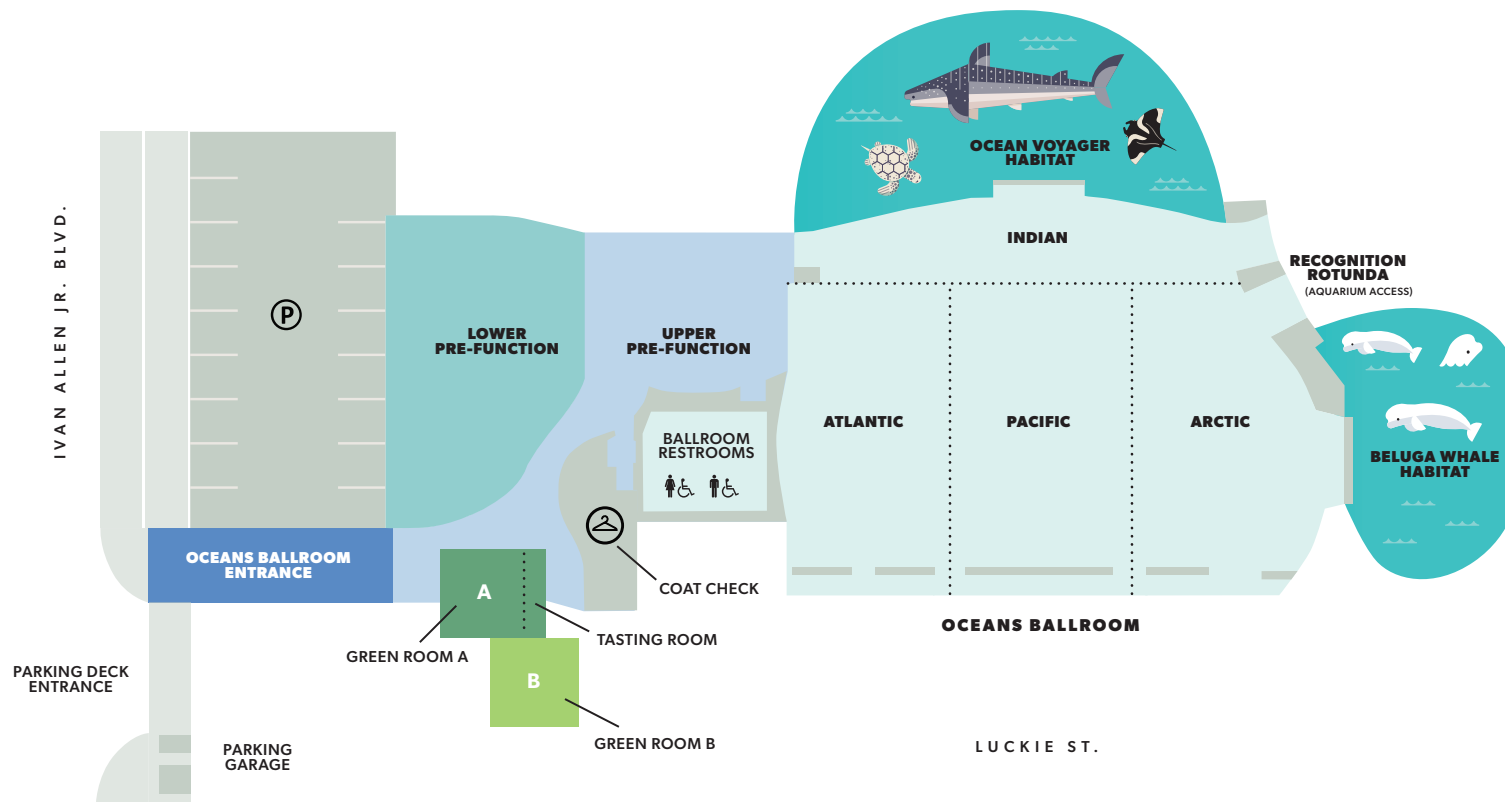 OCEAN VOYAGER
HABITAT
INDIAN
RECOGNITION
ROTUNDA
(AQUARIUM ACCESS)
IVAN ALLEN JR. BLVD.
P
LOWER
PRE-FUNCTION
UPPER
PRE-FUNCTION
ATLANTIC
PACIFIC
ARCTIC
BALLROOM
RESTROOMS
BELUGA WHALE
HABITAT
OCEANS BALLROOM
ENTRANCE
A
COAT CHECK
OCEANS BALLROOM
TASTING ROOM
GREEN ROOM A
PARKING DECK
ENTRANCE
B
GREEN ROOM B
LUCKIE ST.
PARKING
GARAGE